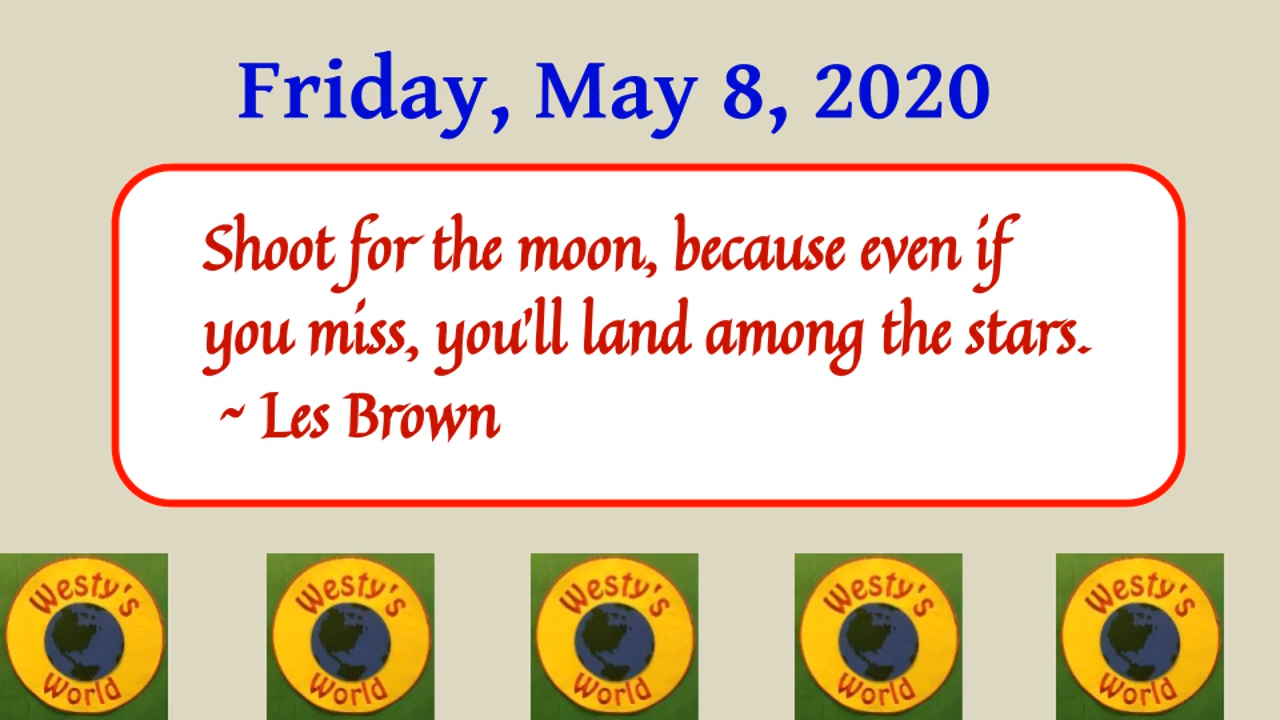 Friday, May 8, 2020
Shoot for the moon, because even if
you miss, you'll land among the stars.
~ Les Brown
Westy's
World
Westy's
World
Westy's
World
Westy's
World
Westy's
World